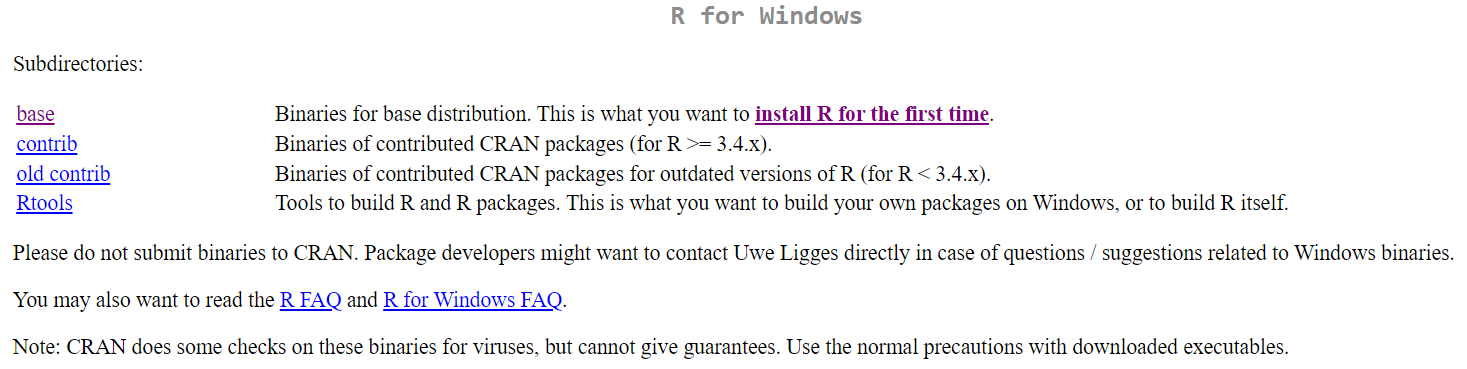 R for Windows
Subdirectories:
base Binaries for base distribution. This is what you want to install R for the first time.
contrib Binaries of contributed CRAN packages (for R >= 3.4.x).
old contrib Binaries of contributed CRAN packages for outdated versions of R (for R < 3.4.x).
Rtools Tools to build R and R packages. This is what you want to build your own packages on Windows, or to build R itself.
Please do not submit binaries to CRAN. Package developers might want to contact Uwe Ligges directly in case of questions / suggestions related to Windows binaries.
You may also want to read the R FAQ and R for Windows FAQ.
Note: CRAN does some checks on these binaries for viruses, but cannot give guarantees. Use the normal precautions with downloaded executables.